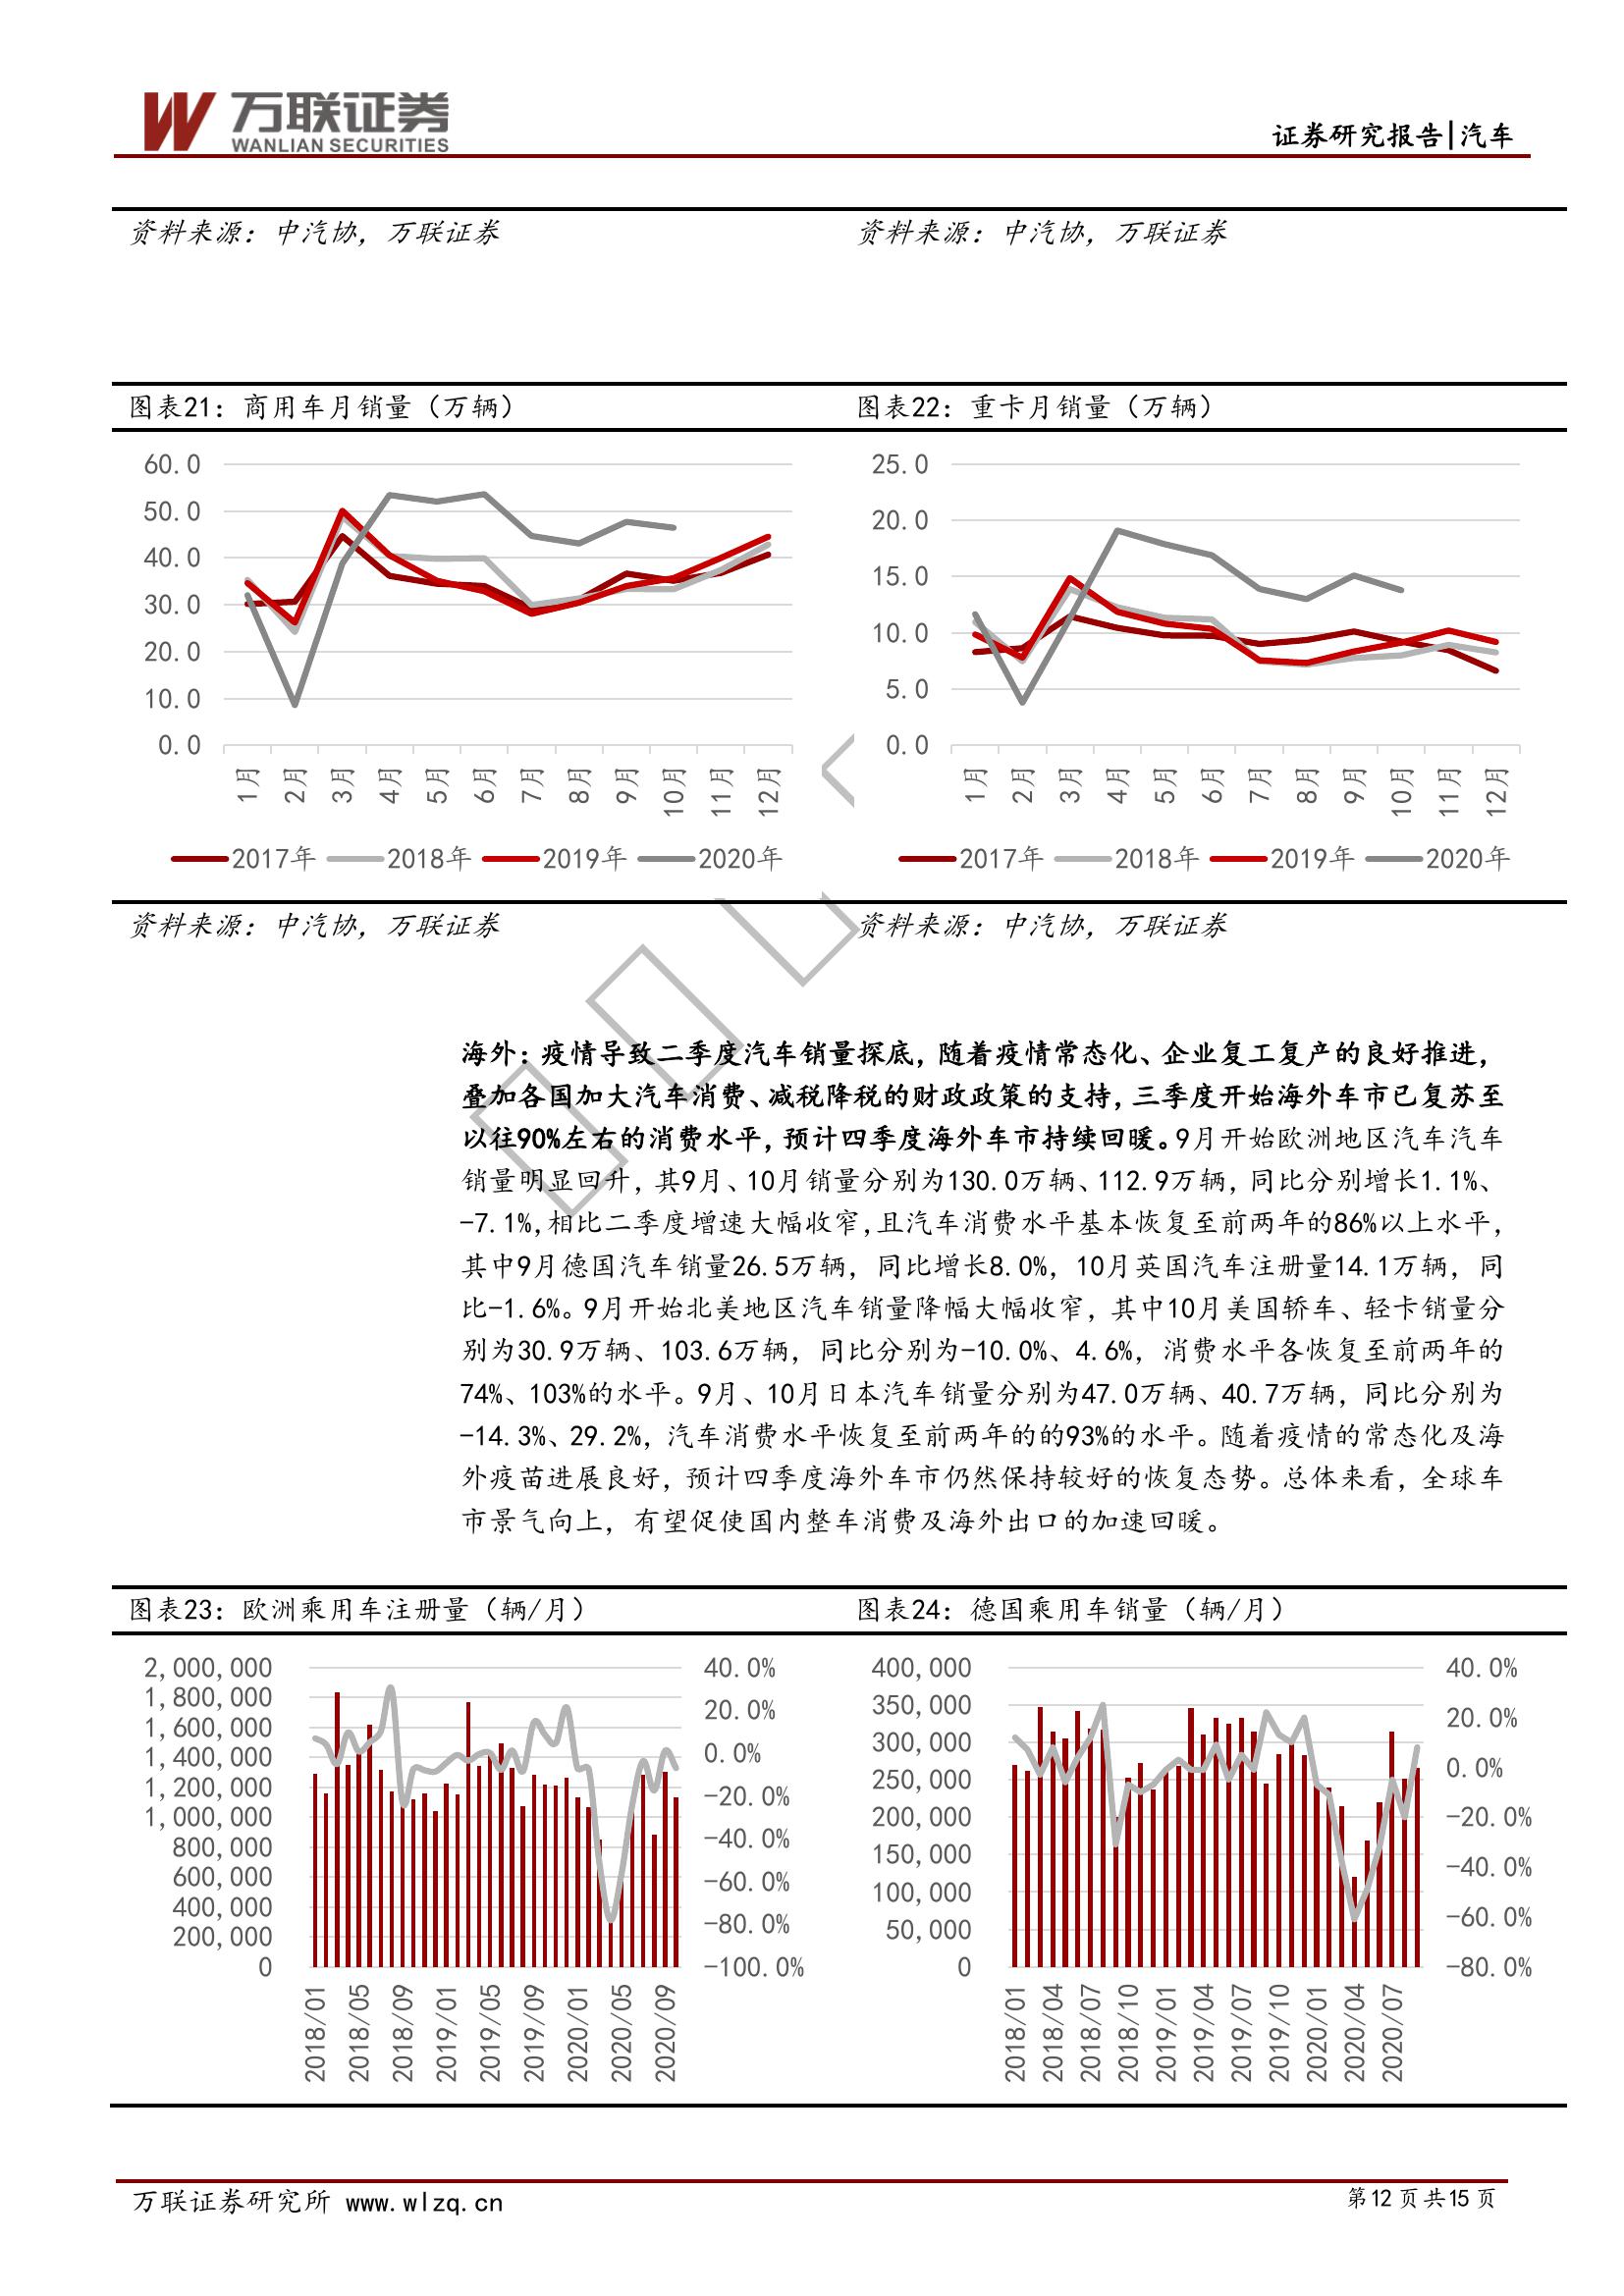 万联证券
WANLIAN SECURITIES
证券研究报告|汽车
资料来源：中汽协，万联证券
资料来源：中汽协，万联证券
图表21：商用车月销量（万辆）
60.0
50.0
40.0
30.0
20.0
10.0
0.0
1月
2月
3月
4月
5月
6月
7月
8月
9月
10月
11月
12月
2017年 2018年 2019年 2020年
图表22：重卡月销量（万辆）
25.0
20.0
15.0
10.0
5.0
0.0
1月
2月
3月
4月
5月
6月
7月
8月
9月
10月
11月
12月
2017年 2018年 2019年 2020年
资料来源：中汽协，万联证券
资料来源：中汽协，万联证券
海外：疫情导致二季度汽车销量探底，随着疫情常态化、企业复工复产的良好推进，
叠加各国加大汽车消费、减税降税的财政政策的支持，三季度开始海外车市已复苏至
以往90%左右的消费水平，预计四季度海外车市持续回暖。9月开始欧洲地区汽车汽车
销量明显回升，其9月、10月销量分别为130.0万辆、112.9万辆，同比分别增长1.1%、
-7.1%，相比二季度增速大幅收窄，且汽车消费水平基本恢复至前两年的86%以上水平，
其中9月德国汽车销量26.5万辆，同比增长8.0%，10月英国汽车注册量14.1万辆，同
比-1.6%。9月开始北美地区汽车销量降幅大幅收窄，其中10月美国轿车、轻卡销量分
别为30.9万辆、103.6万辆，同比分别为-10.0%、4.6%，消费水平各恢复至前两年的
74%、103%的水平。9月、10月日本汽车销量分别为47.0万辆、40.7万辆，同比分别为
-14.3%、29.2%，汽车消费水平恢复至前两年的的93%的水平。随着疫情的常态化及海
外疫苗进展良好，预计四季度海外车市仍然保持较好的恢复态势。总体来看，全球车
市景气向上，有望促使国内整车消费及海外出口的加速回暖。
图表23：欧洲乘用车注册量（辆/月）
2,000,000
1,800,000
1,600,000
1,400,000
1,200,000
1,000,000
800,000
600,000
400,000
200,000
0
40.0%
20.0%
0.0%
-20.0%
-40.0%
-60.0%
-80.0%
-100.0%
2018/01
2018/05
2018/09
2019/01
2019/05
2019/09
2020/01
2020/05
2020/09
图表24：德国乘用车销量（辆/月）
400,000
350,000
300,000
250,000
200,000
150,000
100,000
50,000
0
40.0%
20.0%
0.0%
-20.0%
-40.0%
-60.0%
-80.0%
2018/01
2018/04
2018/07
2018/10
2019/01
2019/04
2019/07
2019/10
2020/01
2020/04
2020/07
万联证券研究所 www.wlzq.cn
第12页共15页